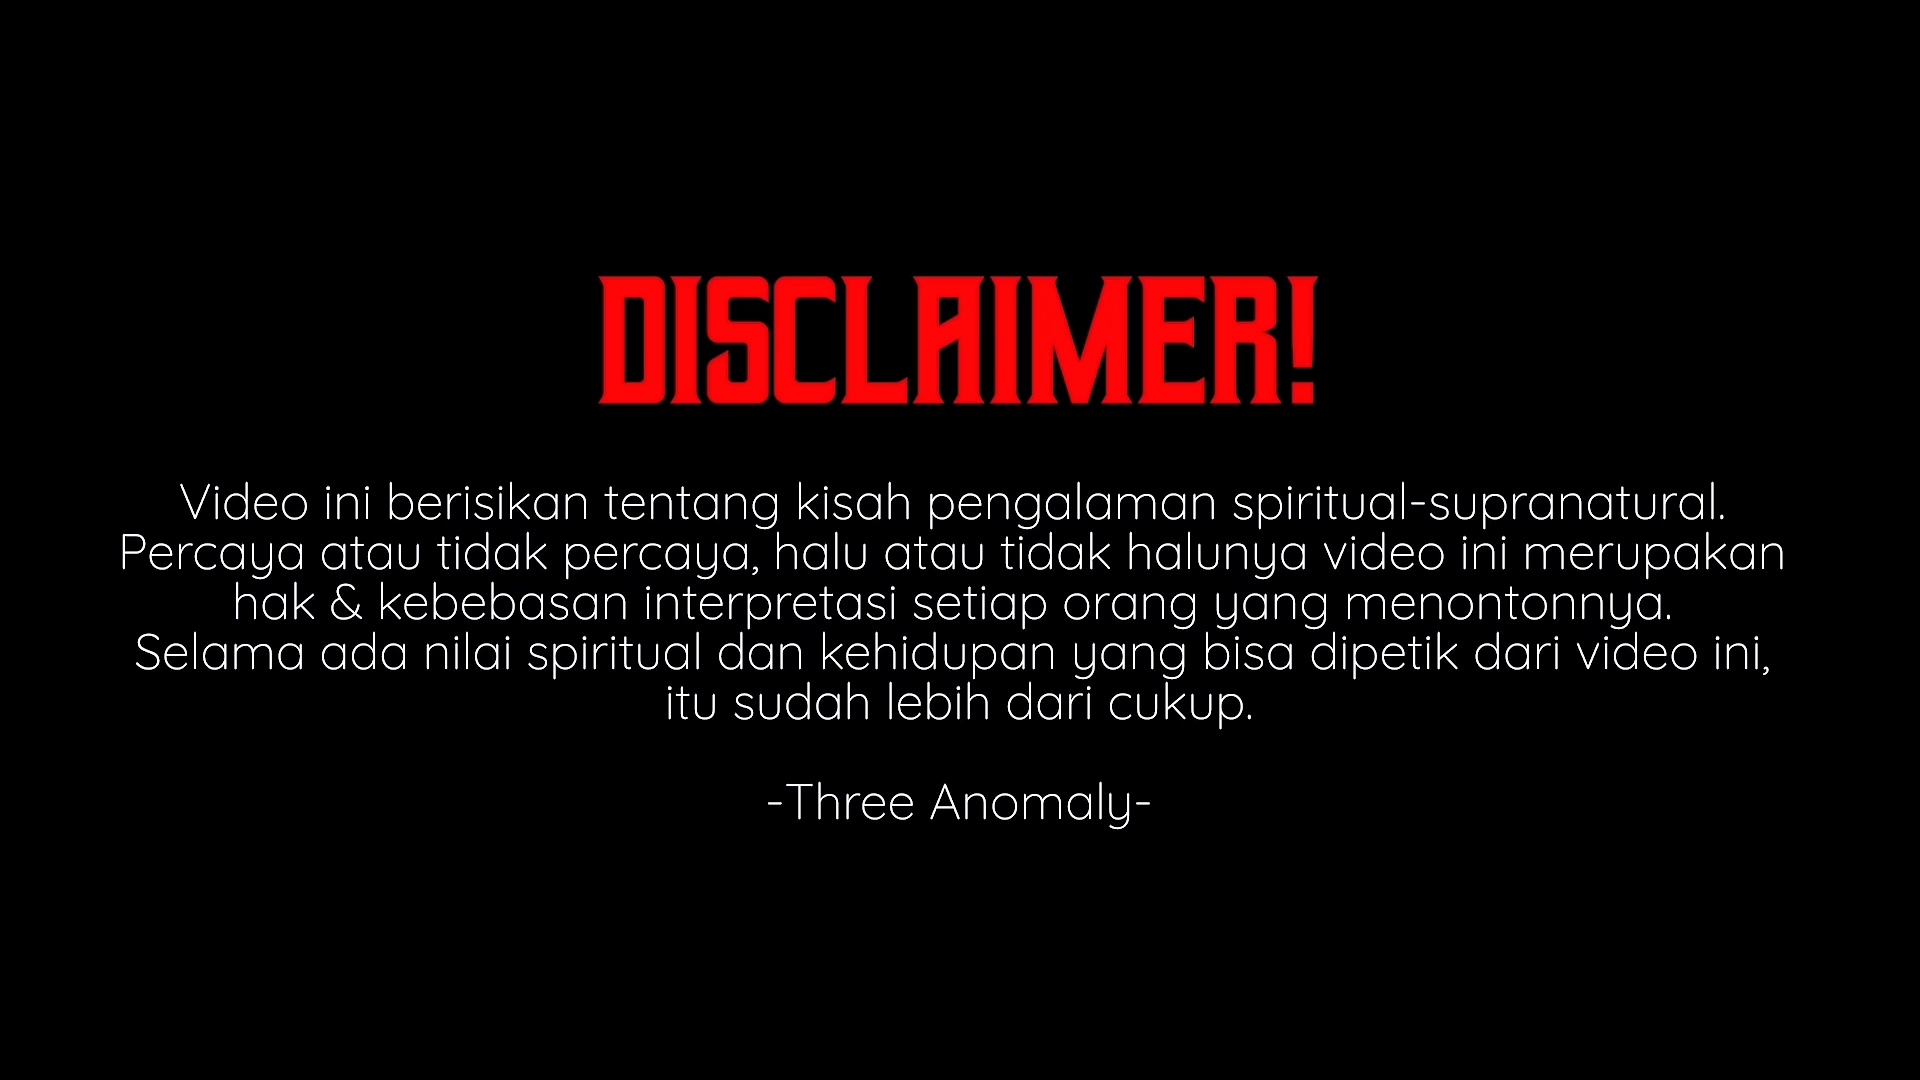 DISCLAIMER!
Video ini berisikan tentang kisah pengalaman spiritual-supranatural.
Percaya atau tidak percaya, halu atau tidak halunya video ini merupakan
hak & kebebasan interpretasi setiap orang yang menontonnya.
Selama ada nilai spiritual dan kehidupan yang bisa dipetik dari video ini,
itu sudah lebih dari cukup.
-Three Anomaly-